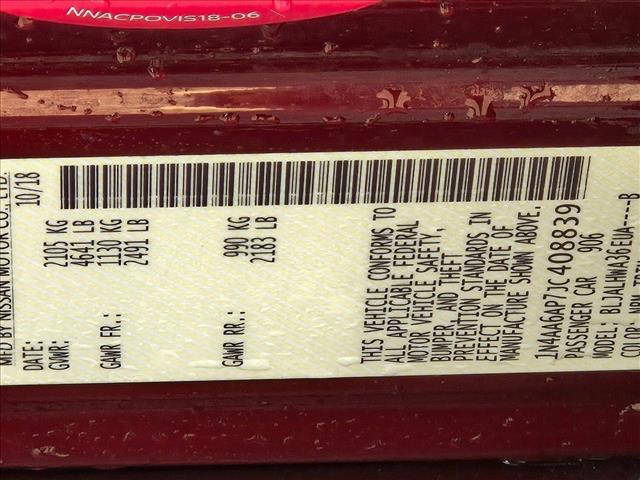 NNACPOVIS18-06
MFD BY NISSAN MOTOR CO., LTD.
DATE: 10/18
GVWR: 2105 KG
4641 LB
GAWR FR.: 1130 KG
2491 LB
GAWR RR.: 990 KG
2183 LB
THIS VEHICLE CONFORMS TO
ALL APPLICABLE FEDERAL
MOTOR VEHICLE SAFETY,
BUMPER, AND THEFT
PREVENTION STANDARDS IN
EFFECT ON THE DATE OF
MANUFACTURE SHOWN ABOVE.
1N4AA6AP7JC408839
PASSENGER CAR 906
MODEL: BLJALHWA36EUA----B